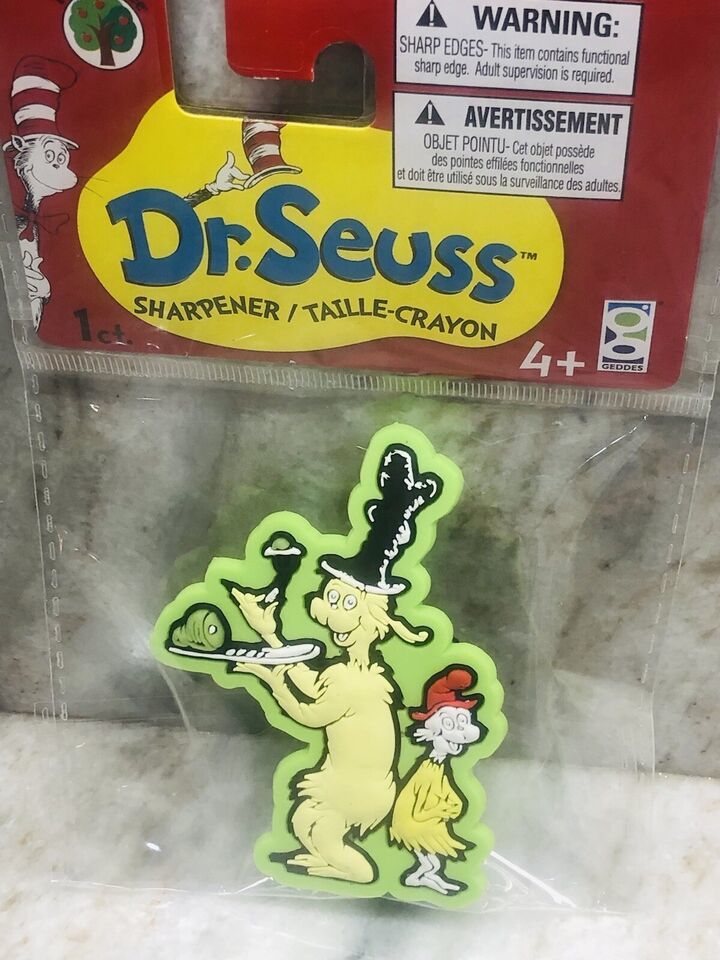 WARNING:
SHARP EDGES- This item contains functional
sharp edge. Adult supervision is required.
AVERTISSEMENT
OBJET POINTU- Cet objet possède
des pointes effilées fonctionnelles
et doit être utilisé sous la surveillance des adultes.
Dr. Seuss™
SHARPENER / TAILLE-CRAYON
1ct.
4+
GEDDES